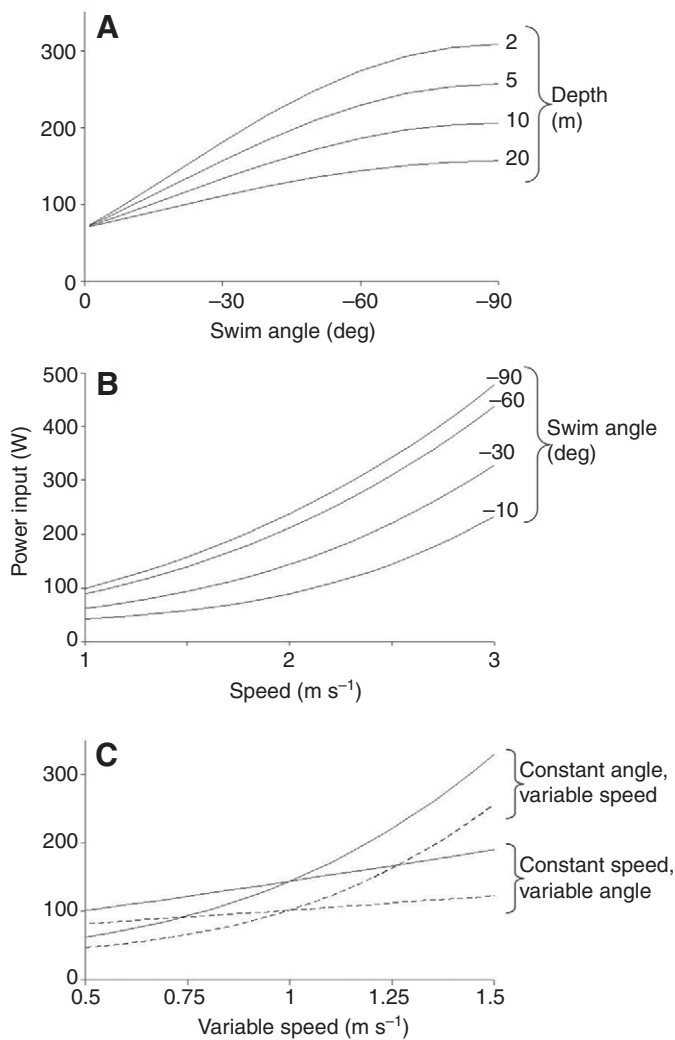 A
300
200
100
0
2
5
10
20
Depth
(m)
0
–30
–60
–90
Swim angle (deg)
B
500
400
300
200
100
0
Power input (W)
–90
–60
–30
–10
Swim angle
(deg)
1
2
3
Speed (m s–1)
C
300
200
100
0
Constant angle,
variable speed
Constant speed,
variable angle
0.5
0.75
1
1.25
1.5
Variable speed (m s–1)